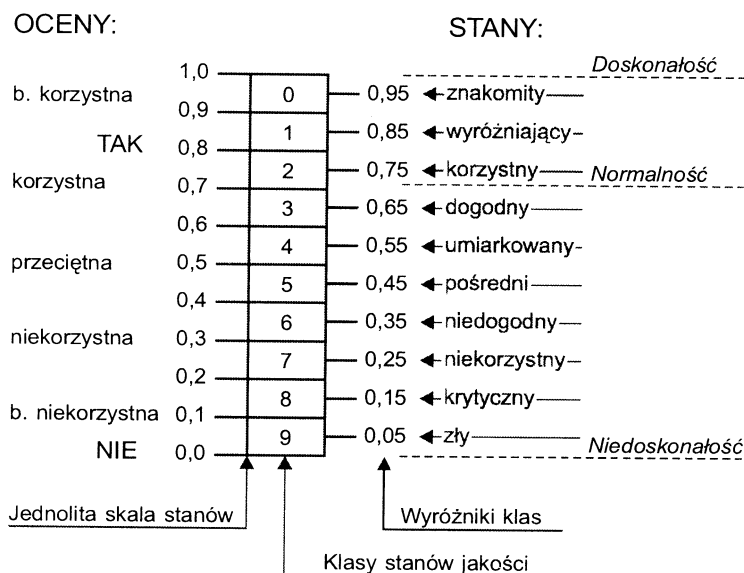 OCENY: STANY:
1,0 Doskonałość
b. korzystna 0 0,95 znakomity
0,9
TAK 1 0,85 wyróżniający
0,8
korzystna 2 0,75 korzystny Normalność
0,7
3 0,65 dogodny
0,6
4 0,55 umiarkowany
przeciętna 0,5
5 0,45 pośredni
0,4
6 0,35 niedogodny
niekorzystna 0,3
7 0,25 niekorzystny
0,2
8 0,15 krytyczny
b. niekorzystna 0,1
NIE 9 0,05 zły Niedoskonałość
0,0
Jednolita skala stanów Wyróżniki klas
Klasy stanów jakości